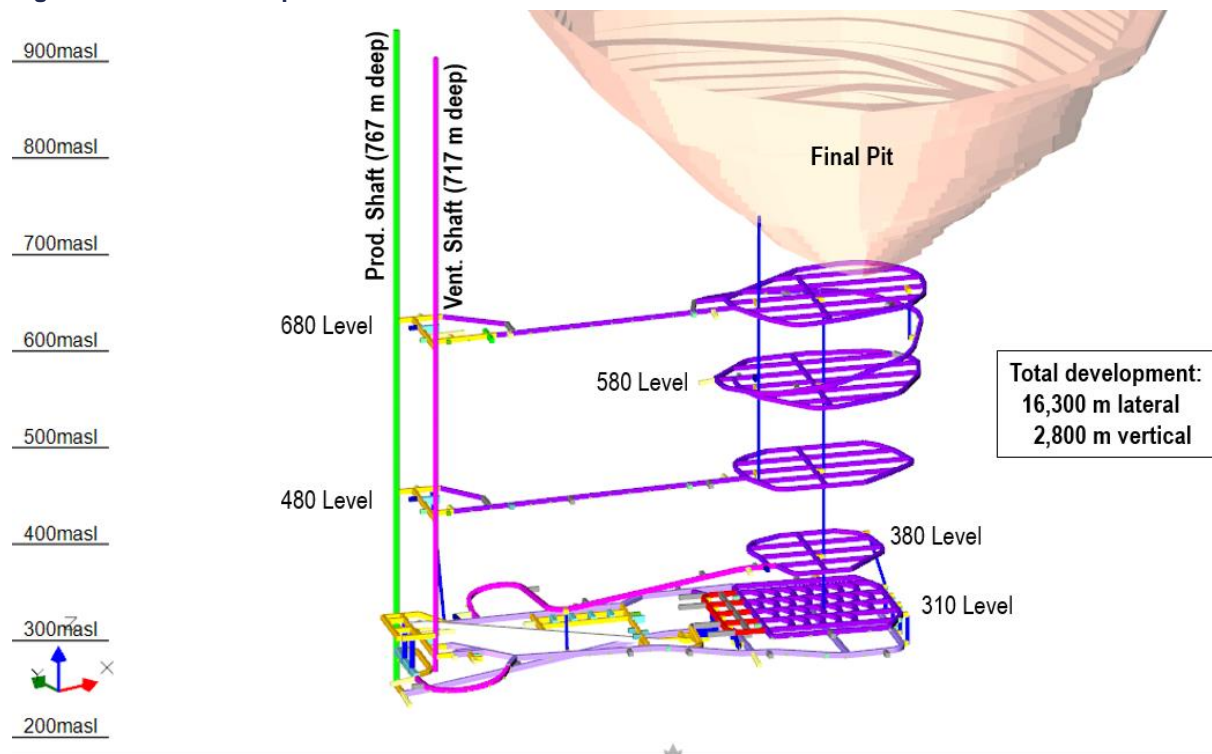 900masl
800masl
700masl
600masl
500masl
400masl
300masl
200masl
Prod. Shaft (767 m deep)
Vent. Shaft (717 m deep)
Final Pit
680 Level
580 Level
480 Level
380 Level
310 Level
Total development:
16,300 m lateral
2,800 m vertical
Z
X